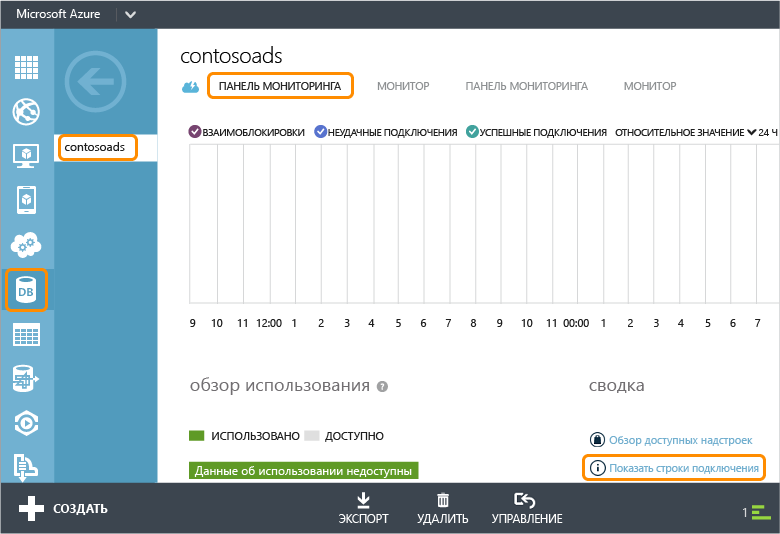 Microsoft Azure
contosoads
contosoads
ПАНЕЛЬ МОНИТОРИНГА МОНИТОР ПАНЕЛЬ МОНИТОРИНГА МОНИТОР
ВЗАИМОБЛОКИРОВКИ НЕУДАЧНЫЕ ПОДКЛЮЧЕНИЯ УСПЕШНЫЕ ПОДКЛЮЧЕНИЯ ОТНОСИТЕЛЬНОЕ ЗНАЧЕНИЕ 24 Ч
DB
9 10 11 12:00 1 2 3 4 5 6 7 8 9 10 11 00:00 1 2 3 4 5 6 7
обзор использования ? сводка
ИСПОЛЬЗОВАНО ДОСТУПНО
Обзор доступных надстроек
Данные об использовании недоступны
Показать строки подключения
СОЗДАТЬ ЭКСПОРТ УДАЛИТЬ УПРАВЛЕНИЕ 1